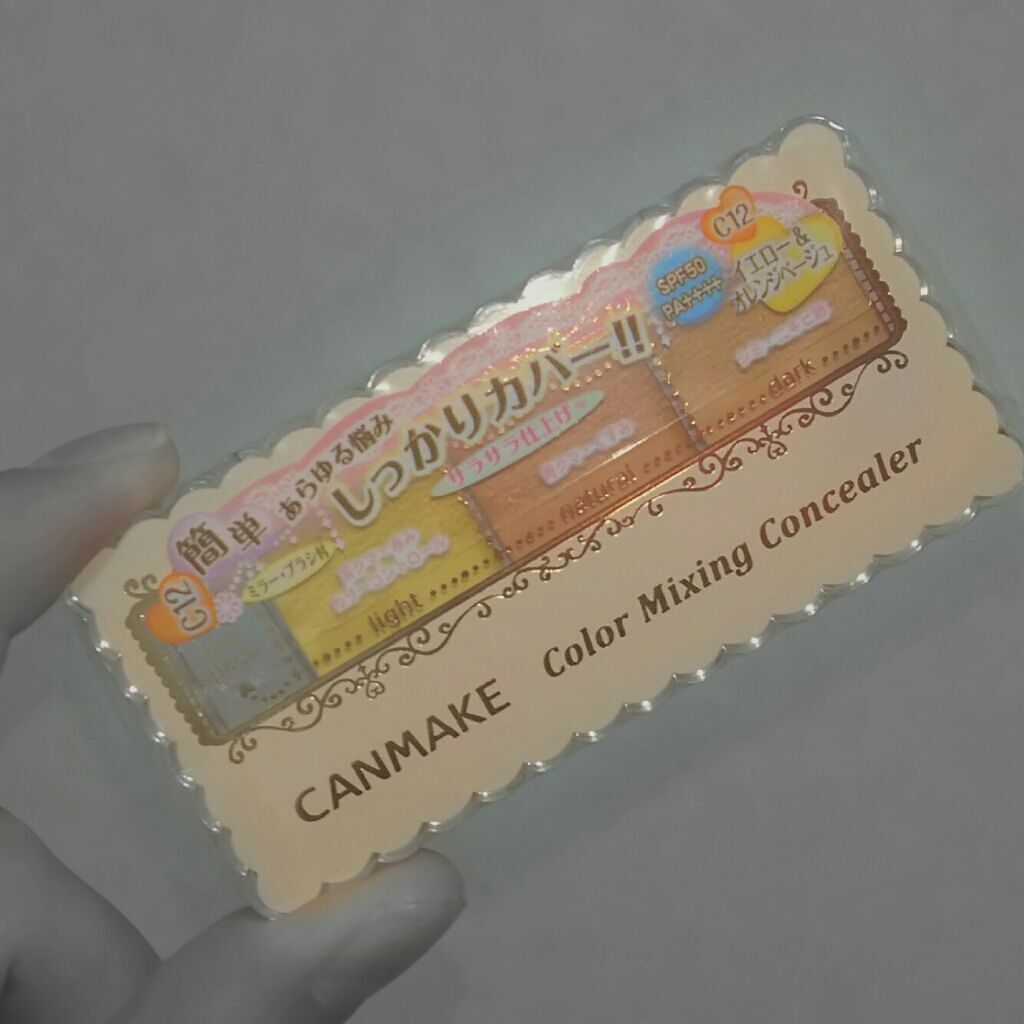 C12
SPF50
PA++++
イエロー &
オレンジベージュ
簡単 あらゆる悩み
しっかりカバー!!
サラサラ仕上げ
ミラー・ブラシ付
C12
dark
natural
light
CANMAKE Color Mixing Concealer